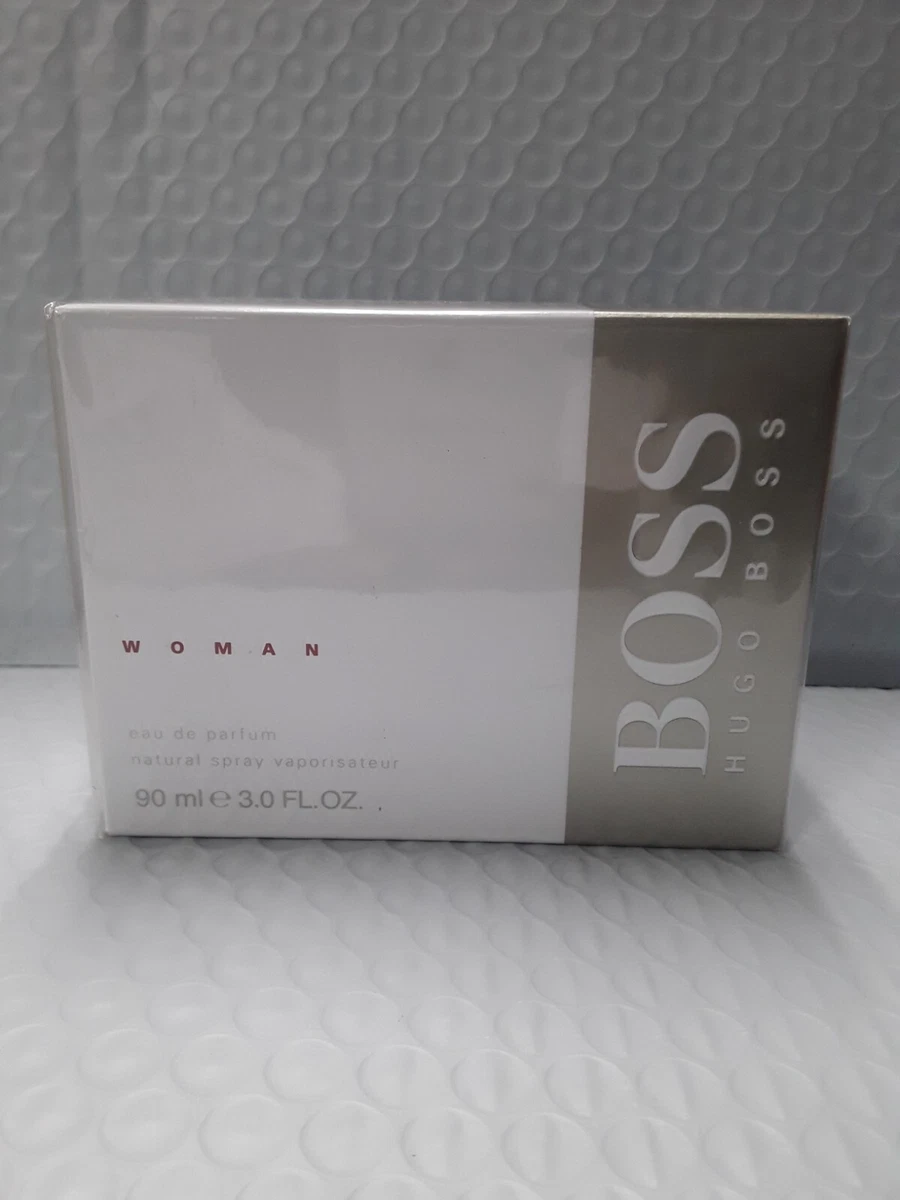 WOMAN
eau de parfum
natural spray vaporisateur
90 ml ℮ 3.0 FL.OZ.
BOSS
HUGO BOSS